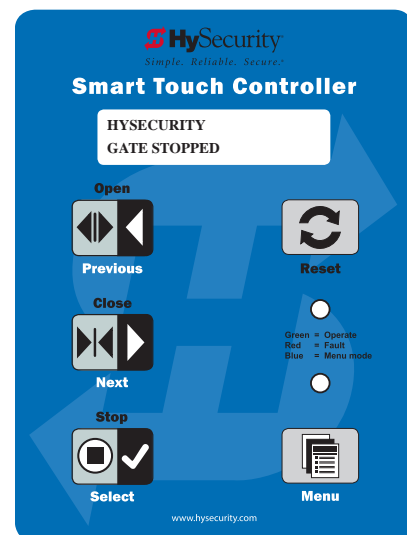 HySecurity
Simple. Reliable. Secure.
Smart Touch Controller
HYSECURITY
GATE STOPPED
Open
Previous
Reset
Close
Next
Green = Operate
Red = Fault
Blue = Menu mode
Stop
Select
Menu
www.hysecurity.com